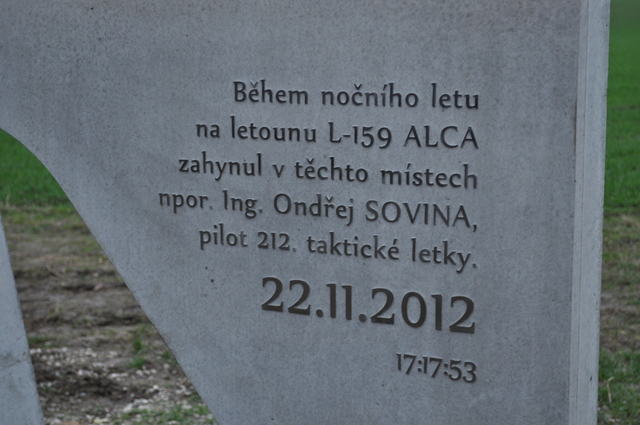 Během nočního letu
na letounu L-159 ALCA
zahynul v těchto místech
npor. Ing. Ondřej SOVINA,
pilot 212. taktické letky.
22.11.2012
17:17:53